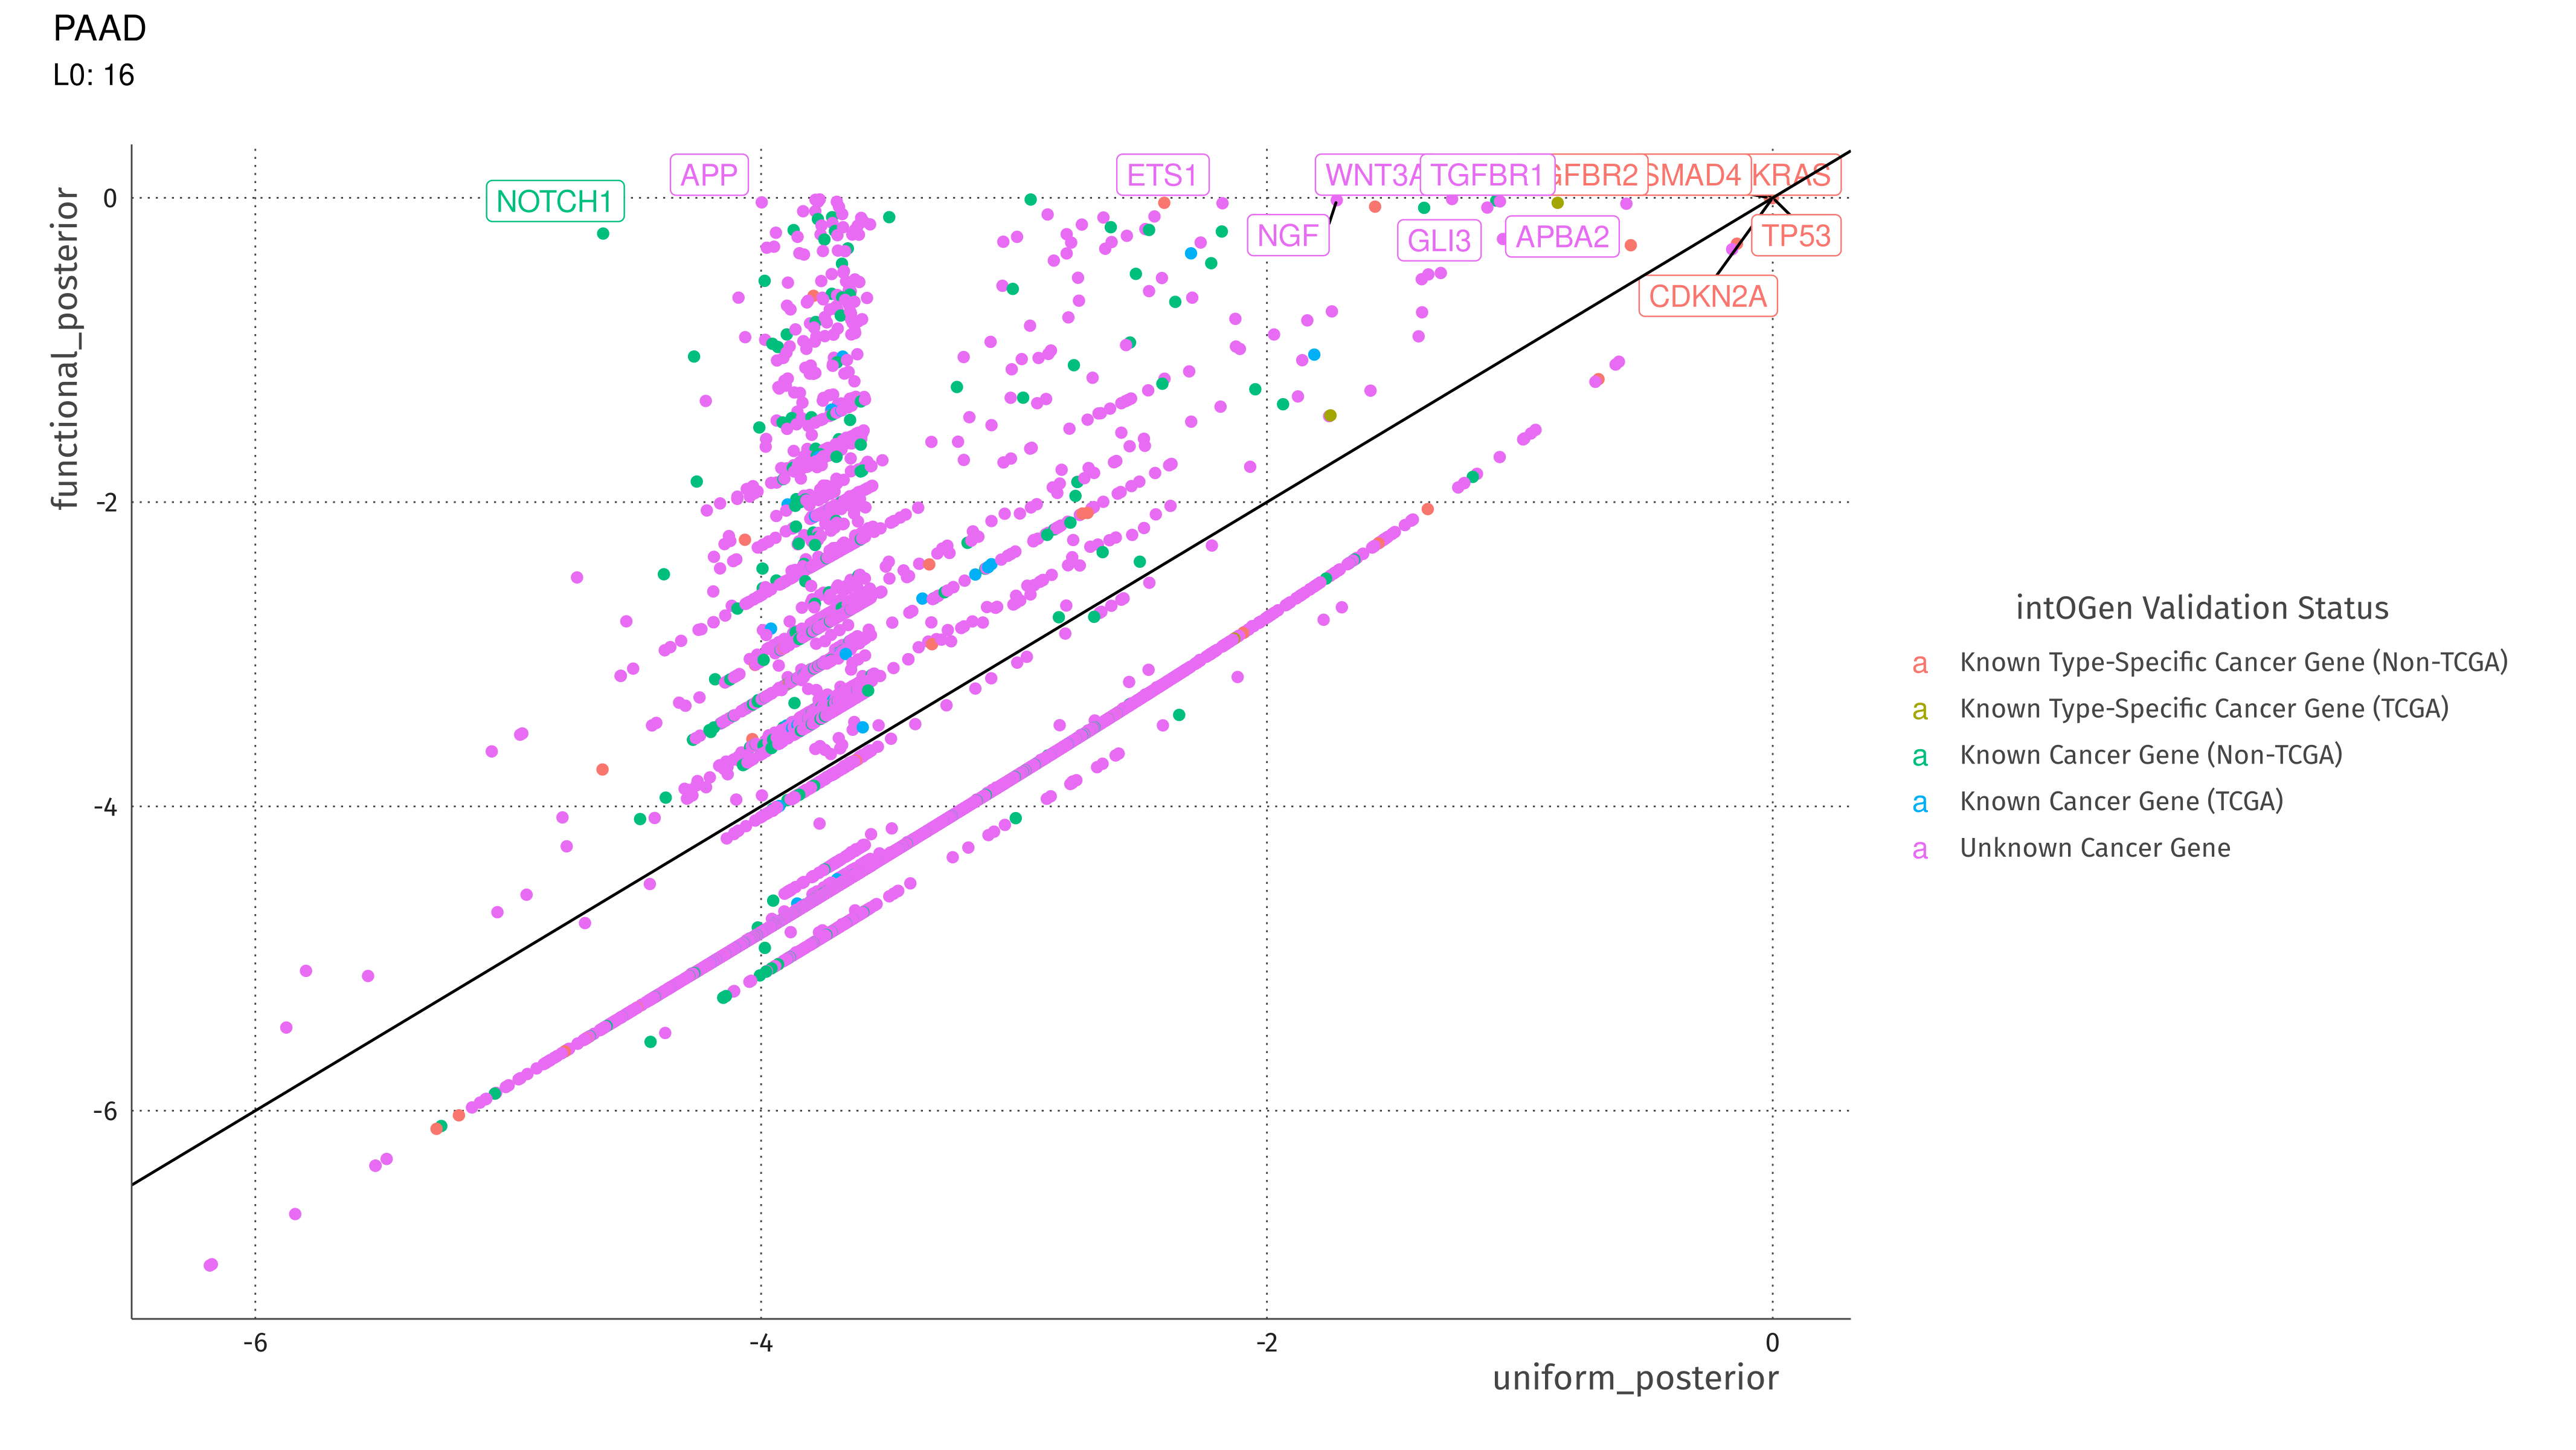 PAAD
L0: 16
APP
ETS1
WNT3A
TGFBR1
GFBR2
SMAD4
KRAS
NOTCH1
NGF
GLI3
APBA2
TP53
CDKN2A
functional_posterior
0
-2
-4
-6
-6
-4
-2
0
uniform_posterior
intOGen Validation Status
a Known Type-Specific Cancer Gene (Non-TCGA)
a Known Type-Specific Cancer Gene (TCGA)
a Known Cancer Gene (Non-TCGA)
a Known Cancer Gene (TCGA)
a Unknown Cancer Gene